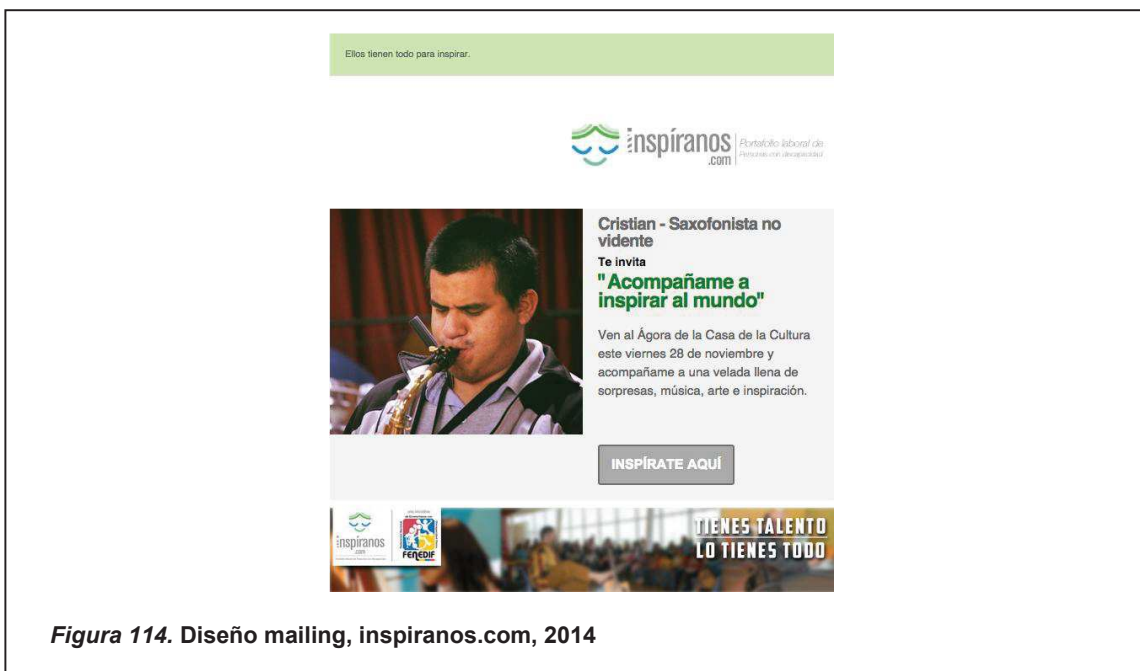 Ellos tienen todo para inspirar.
inspíranos
.com
Portafolio laboral de
Personas con discapacidad
Cristian - Saxofonista no
vidente
Te invita
"Acompañame a
inspirar al mundo"
Ven al Ágora de la Casa de la Cultura
este viernes 28 de noviembre y
acompañame a una velada llena de
sorpresas, música, arte e inspiración.
INSPÍRATE AQUÍ
inspíranos
.com
FENEDIF
TIENES TALENTO
LO TIENES TODO
Figura 114. Diseño mailing, inspiranos.com, 2014